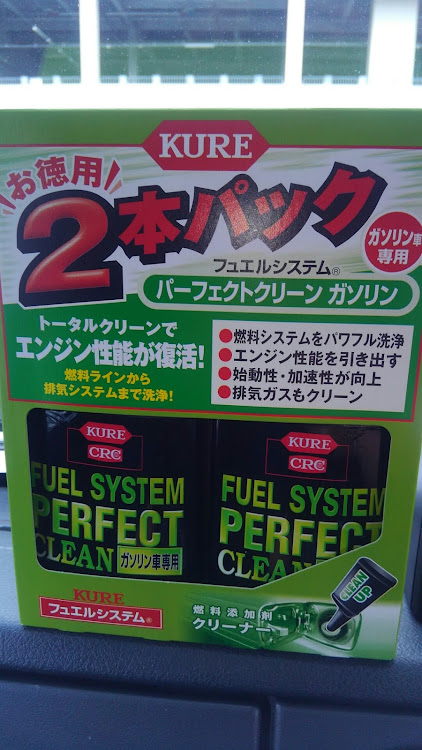 KURE
お徳用
2本パック
ガソリン車
専用
フュエルシステム®
パーフェクトクリーン ガソリン
トータルクリーンで
エンジン性能が復活!
燃料ラインから
排気システムまで洗浄!
●燃料システムをパワフル洗浄
●エンジン性能を引き出す
●始動性・加速性が向上
●排気ガスもクリーン
KURE
CRC
FUEL SYSTEM
PERFECT
CLEAN
ガソリン車専用
KURE
CRC
FUEL SYSTEM
PERFECT
CLEAN
KURE
フュエルシステム®
燃料添加剤
クリーナー
CLEAN
UP